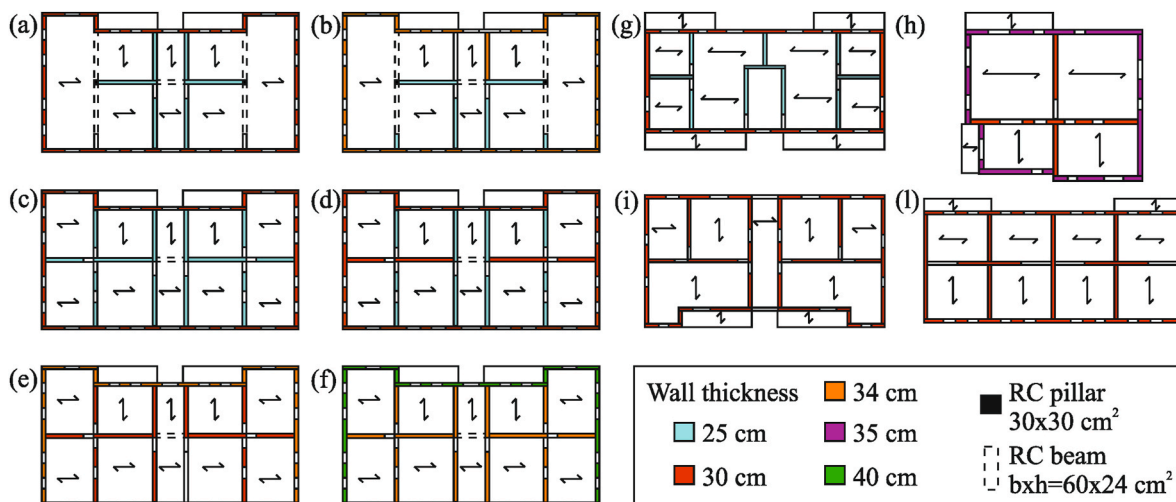 (a)
(b)
(g)
(h)
(c)
(d)
(i)
(l)
(e)
(f)
Wall thickness
25 cm
30 cm
34 cm
35 cm
40 cm
RC pillar
30x30 cm²
RC beam
bxh=60x24 cm²